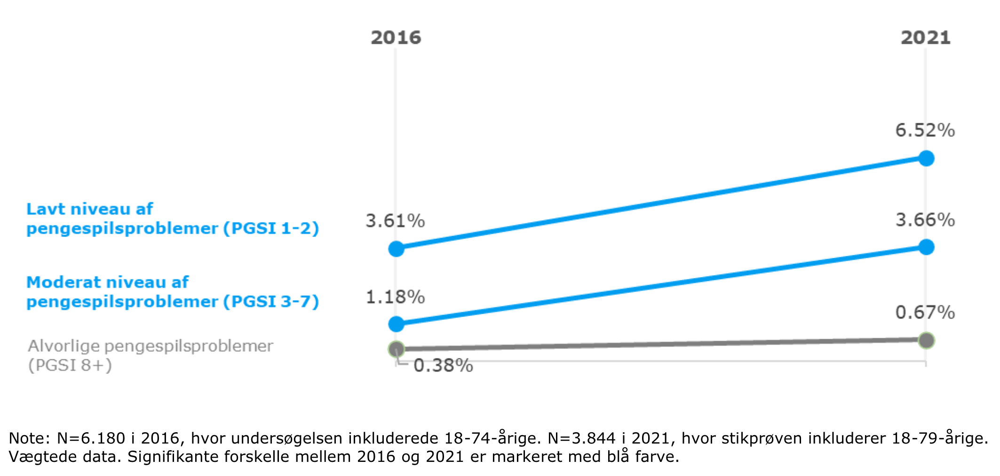 2016
2021
6.52%
Lavt niveau af
pengespilsproblemer (PGSI 1-2)
3.61%
3.66%
Moderat niveau af
pengespilsproblemer (PGSI 3-7)
1.18%
0.67%
Alvorlige pengespilsproblemer
(PGSI 8+)
0.38%
Note: N=6.180 i 2016, hvor undersøgelsen inkluderede 18-74-årige. N=3.844 i 2021, hvor stikprøven inkluderer 18-79-årige.
Vægtede data. Signifikante forskelle mellem 2016 og 2021 er markeret med blå farve.